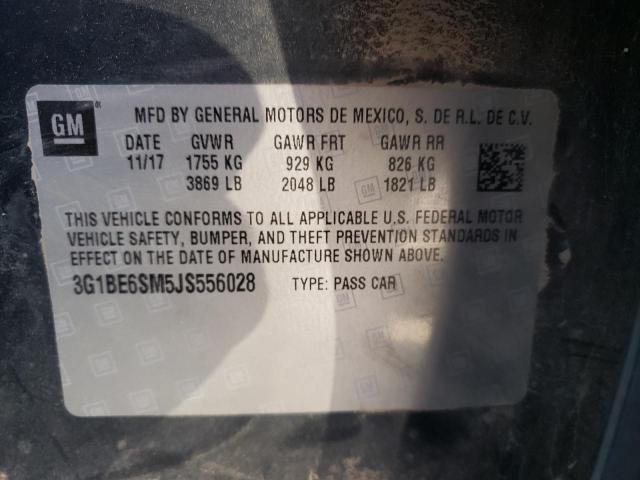 GM
MFD BY GENERAL MOTORS DE MEXICO, S. DE R.L. DE C.V.
DATE GVWR GAWR FRT GAWR RR
11/17 1755 KG 929 KG 826 KG
3869 LB 2048 LB 1821 LB
THIS VEHICLE CONFORMS TO ALL APPLICABLE U.S. FEDERAL MOTOR
VEHICLE SAFETY, BUMPER, AND THEFT PREVENTION STANDARDS IN
EFFECT ON THE DATE OF MANUFACTURE SHOWN ABOVE.
3G1BE6SM5JS556028 TYPE: PASS CAR